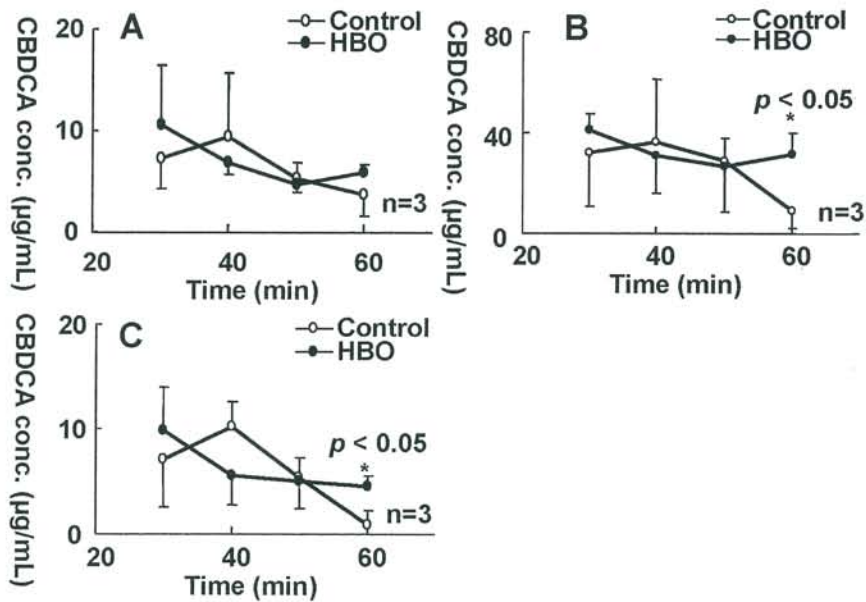 A
Control
HBO
CBDCA conc. (µg/mL)
20
10
0
n=3
20 40 60
Time (min)
B
Control
HBO
CBDCA conc. (µg/mL)
80
40
0
p < 0.05
*
n=3
20 40 60
Time (min)
C
Control
HBO
CBDCA conc. (µg/mL)
20
10
0
p < 0.05
*
n=3
20 40 60
Time (min)